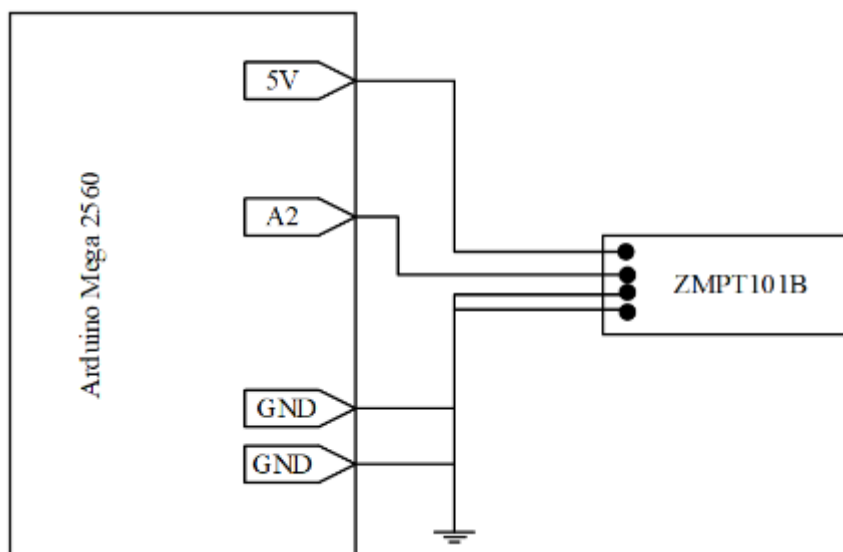 5V
A2
Arduino Mega 2560
ZMPT101B
GND
GND